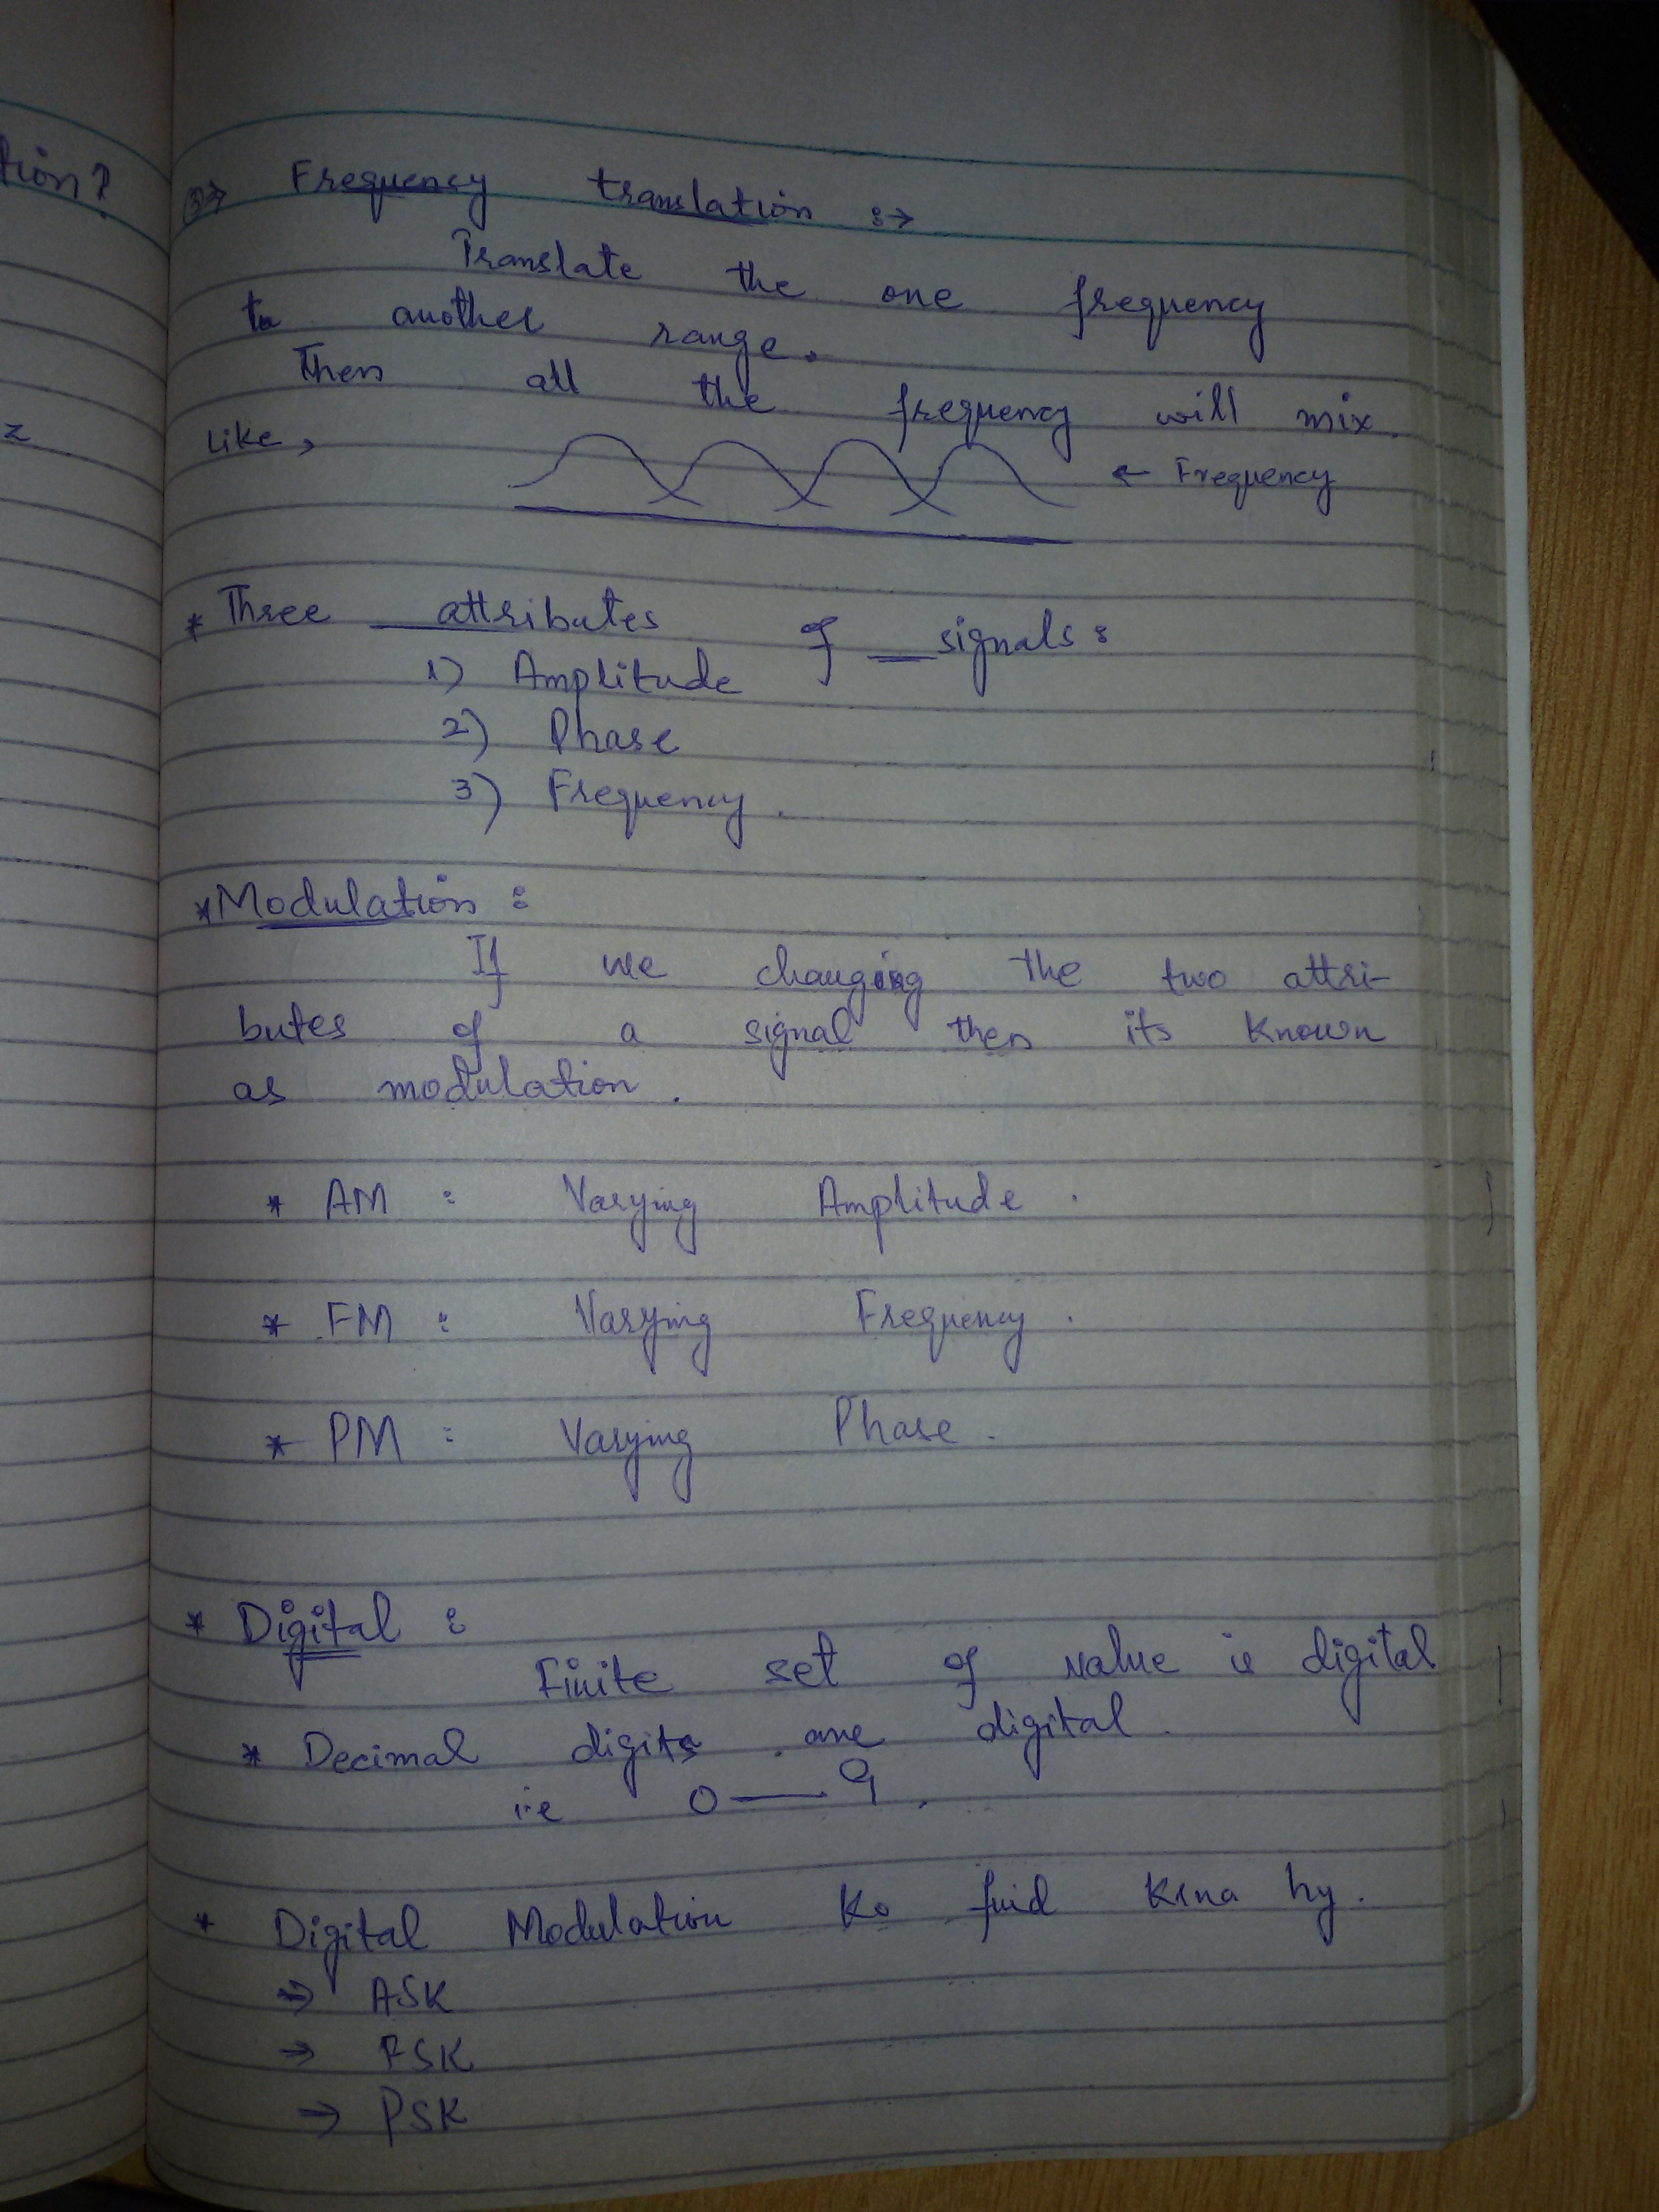 tion?
z
③→ Frequency translation :→
Translate the one frequency
to another range.
Then all the frequency will mix.
Like,
← Frequency
* Three attributes of signals:
1) Amplitude
2) Phase
3) Frequency.
* Modulation:
If we changing the two attri-
butes of a signal then its known
as modulation.
* AM : Varying Amplitude.
* FM : Varying Frequency.
* PM : Varying Phase.
* Digital:
Finite set of value is digital
* Decimal digits are digital.
i.e 0—9.
* Digital Modulation ko find krna hy.
→ ASK
→ FSK
→ PSK